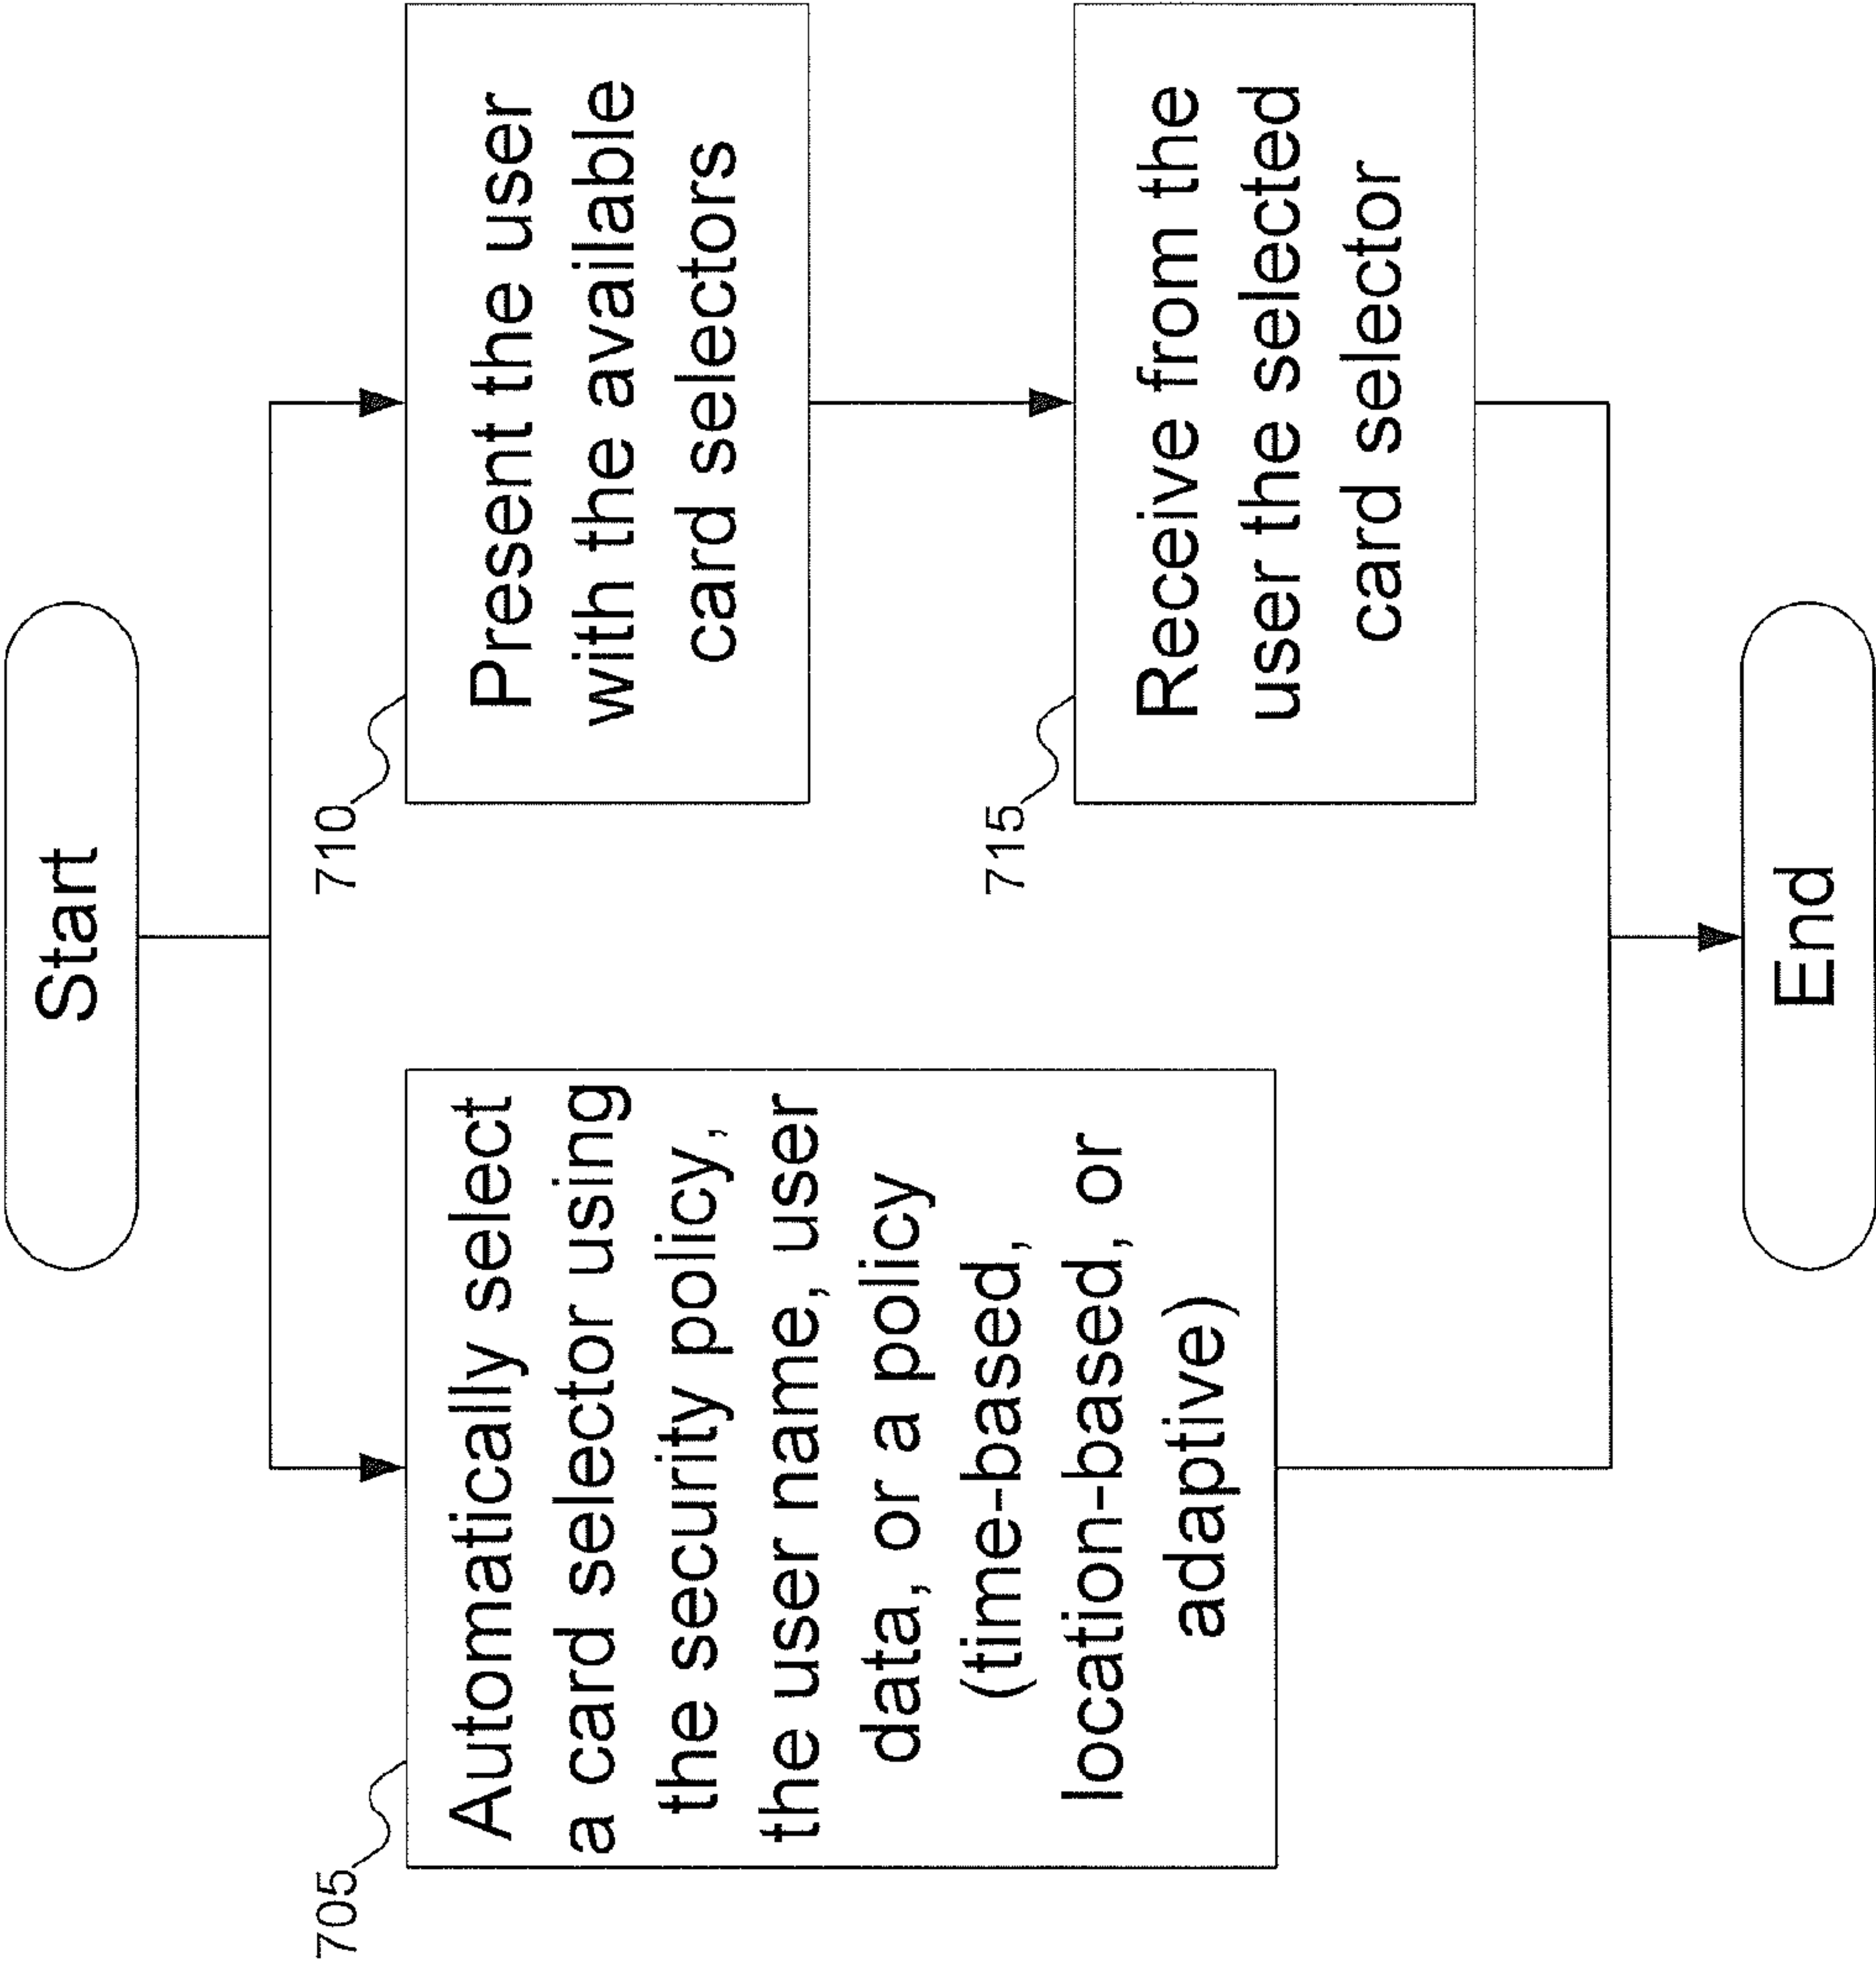 Start
705
Automatically select
a card selector using
the security policy,
the user name, user
data, or a policy
(time-based,
location-based, or
adaptive)
710
Present the user
with the available
card selectors
715
Receive from the
user the selected
card selector
End